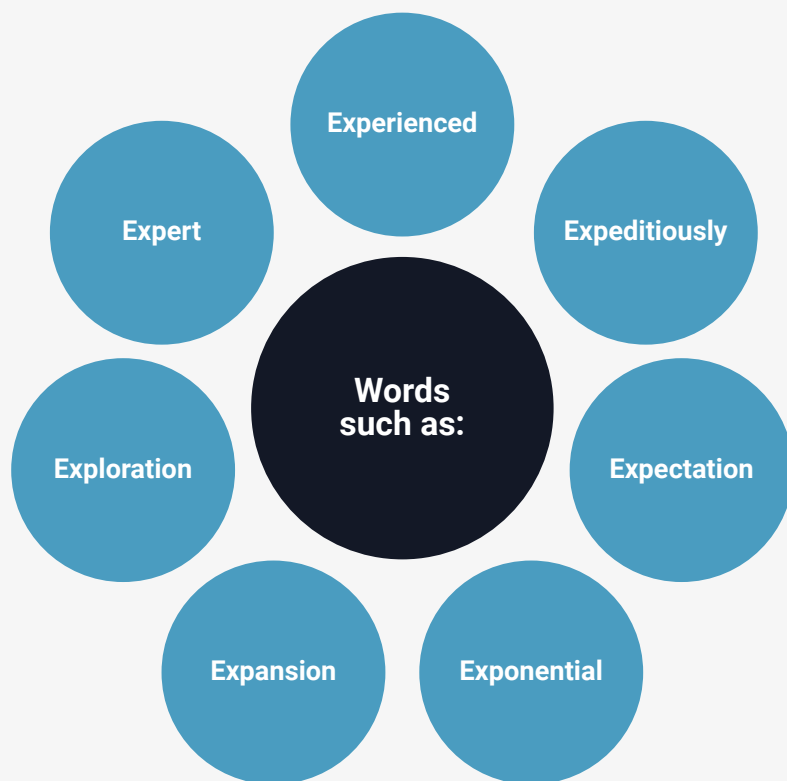 Experienced
Expert
Expeditiously
Words
such as:
Exploration
Expectation
Expansion
Exponential